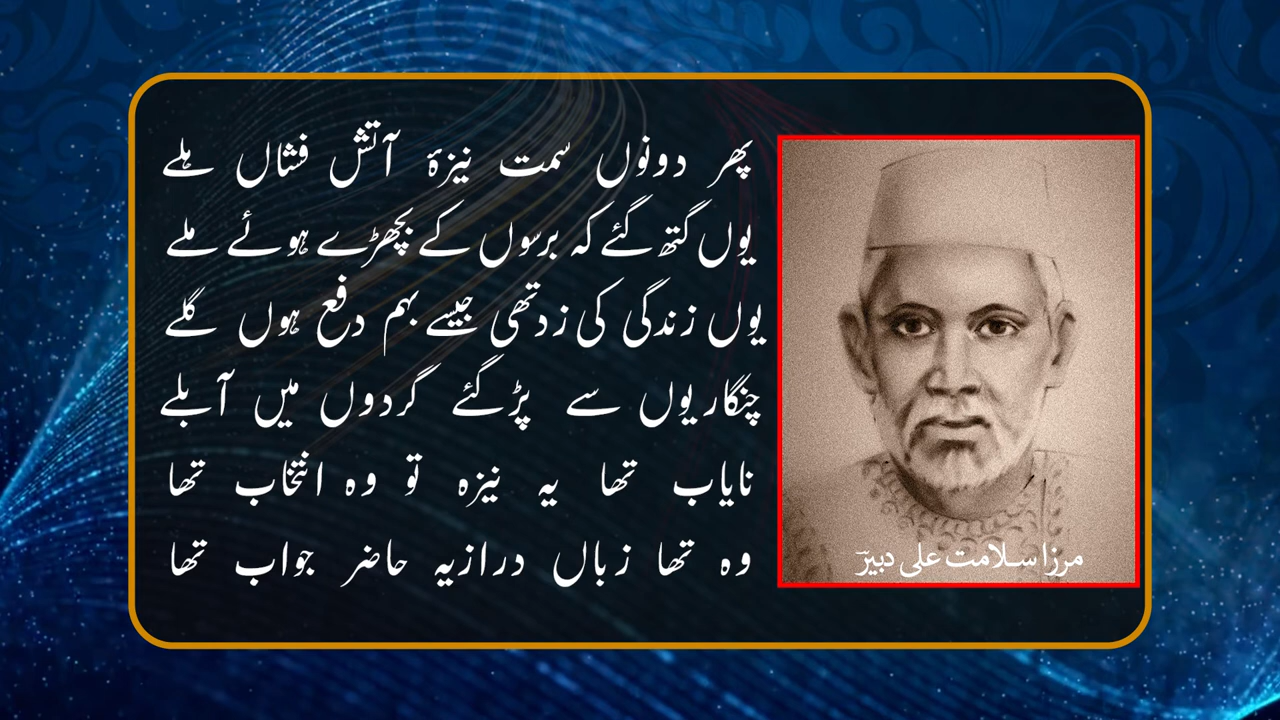 پھر دونوں سمت نیزۂ آتش فشاں ہلے
یوں گتھ گئے کہ برسوں کے بچھڑے ہوئے ملے
یوں زندگی کی زد تھی جیسے بہم دفع ہوں گلے
چنگاریوں سے پڑ گئے گردوں میں آبلے
نایاب تھا یہ نیزہ تو وہ انتخاب تھا
وہ تھا زباں دراز یہ حاضر جواب تھا
مرزا سلامت علی دبیرؔ